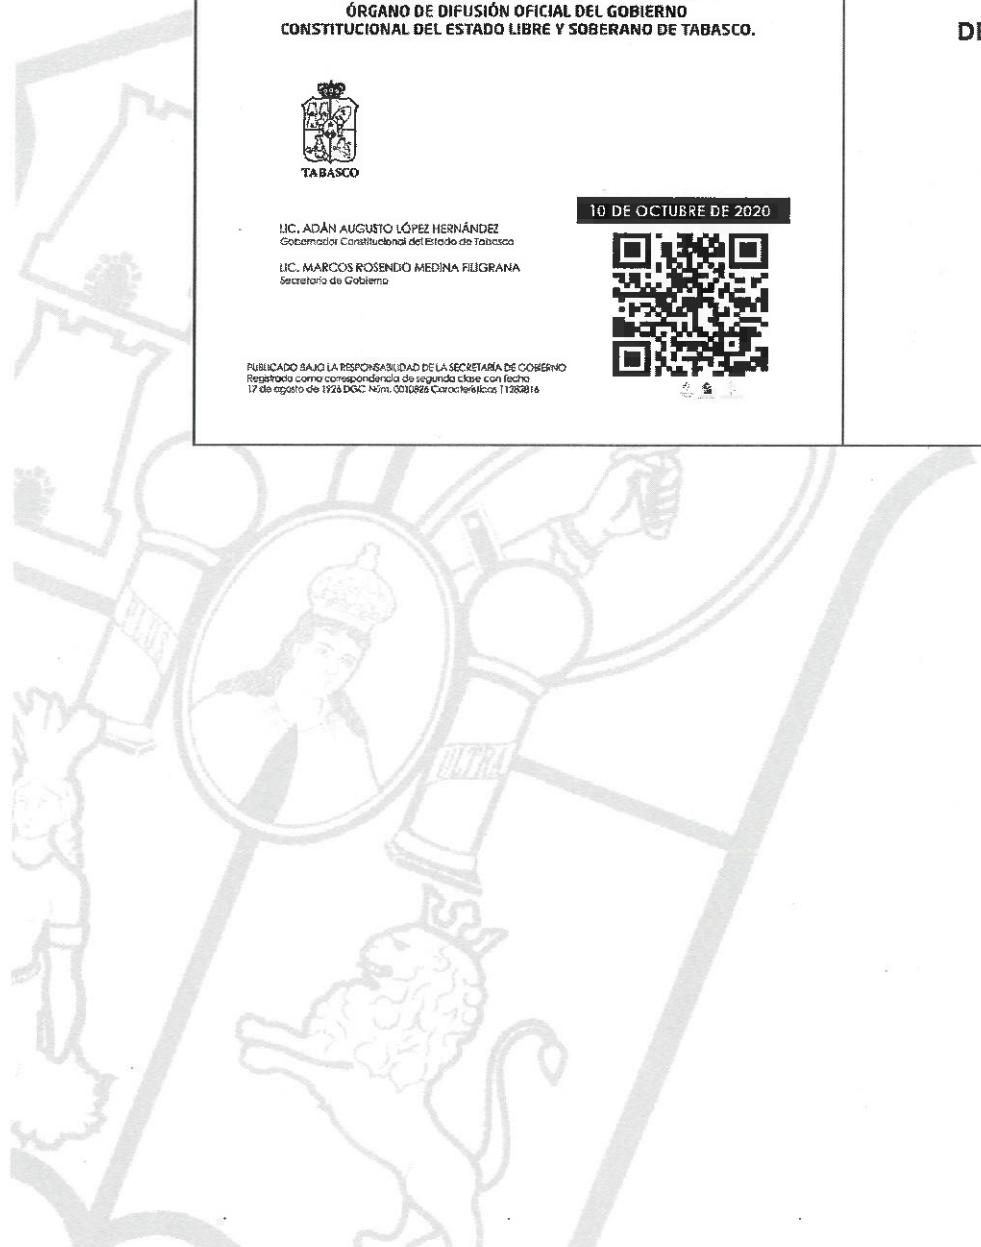 ÓRGANO DE DIFUSIÓN OFICIAL DEL GOBIERNO
CONSTITUCIONAL DEL ESTADO LIBRE Y SOBERANO DE TABASCO.
DE
TABASCO
10 DE OCTUBRE DE 2020
LIC. ADÁN AUGUSTO LÓPEZ HERNÁNDEZ
Gobernador Constitucional del Estado de Tabasco
LIC. MARCOS ROSENDO MEDINA FILIGRANA
Secretario de Gobierno
PUBLICADO BAJO LA RESPONSABILIDAD DE LA SECRETARÍA DE GOBIERNO
Registrado como correspondencia de segunda clase con fecha
17 de agosto de 1926 DGC Núm. 0010826 Características 11282816
PLUS
ULTRA